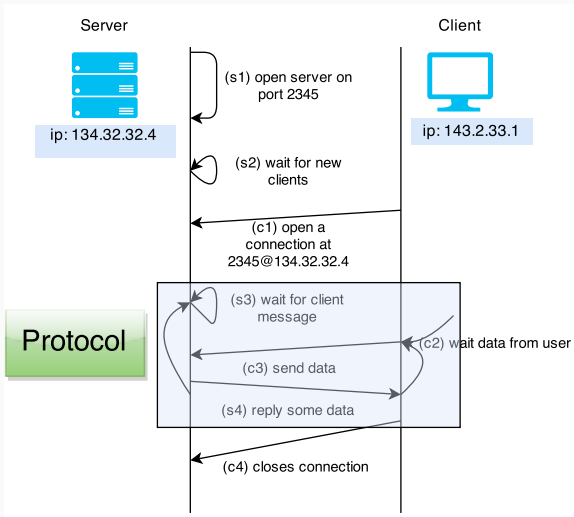 Server
Client
(s1) open server on
port 2345
ip: 134.32.32.4
ip: 143.2.33.1
(s2) wait for new
clients
(c1) open a
connection at
2345@134.32.32.4
(s3) wait for client
message
Protocol
(c2) wait data from user
(c3) send data
(s4) reply some data
(c4) closes connection